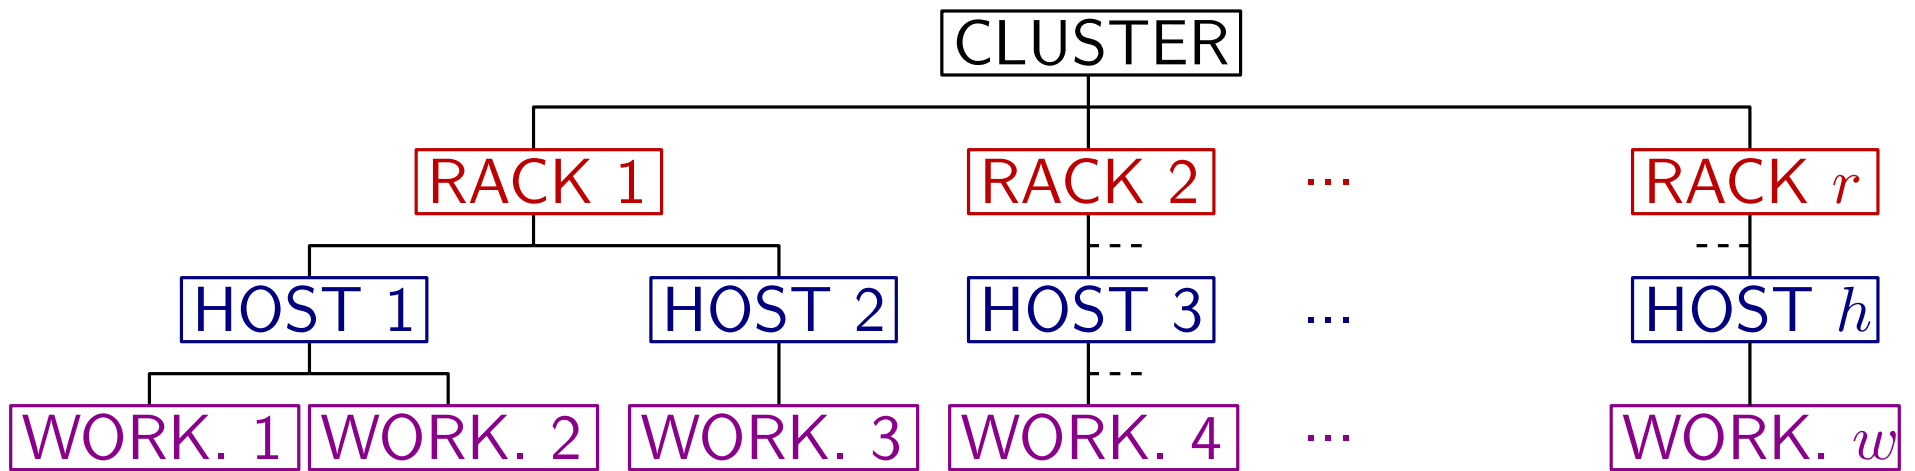 CLUSTER
RACK 1 RACK 2 ... RACK r
HOST 1 HOST 2 HOST 3 ... HOST h
WORK. 1 WORK. 2 WORK. 3 WORK. 4 ... WORK. w